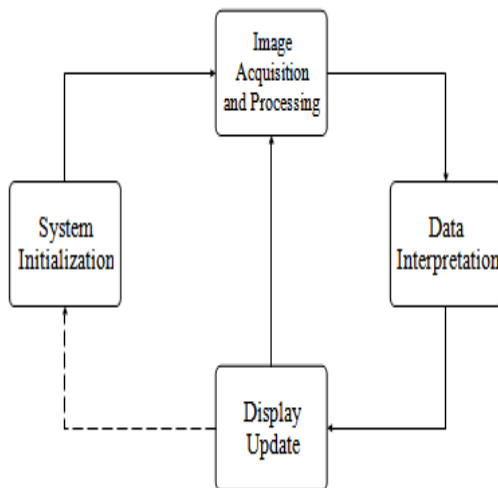 Image
Acquisition
and Processing
System
Initialization
Data
Interpretation
Display
Update